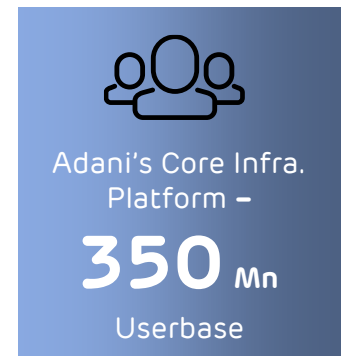 Adani's Core Infra.
Platform –
350 Mn
Userbase